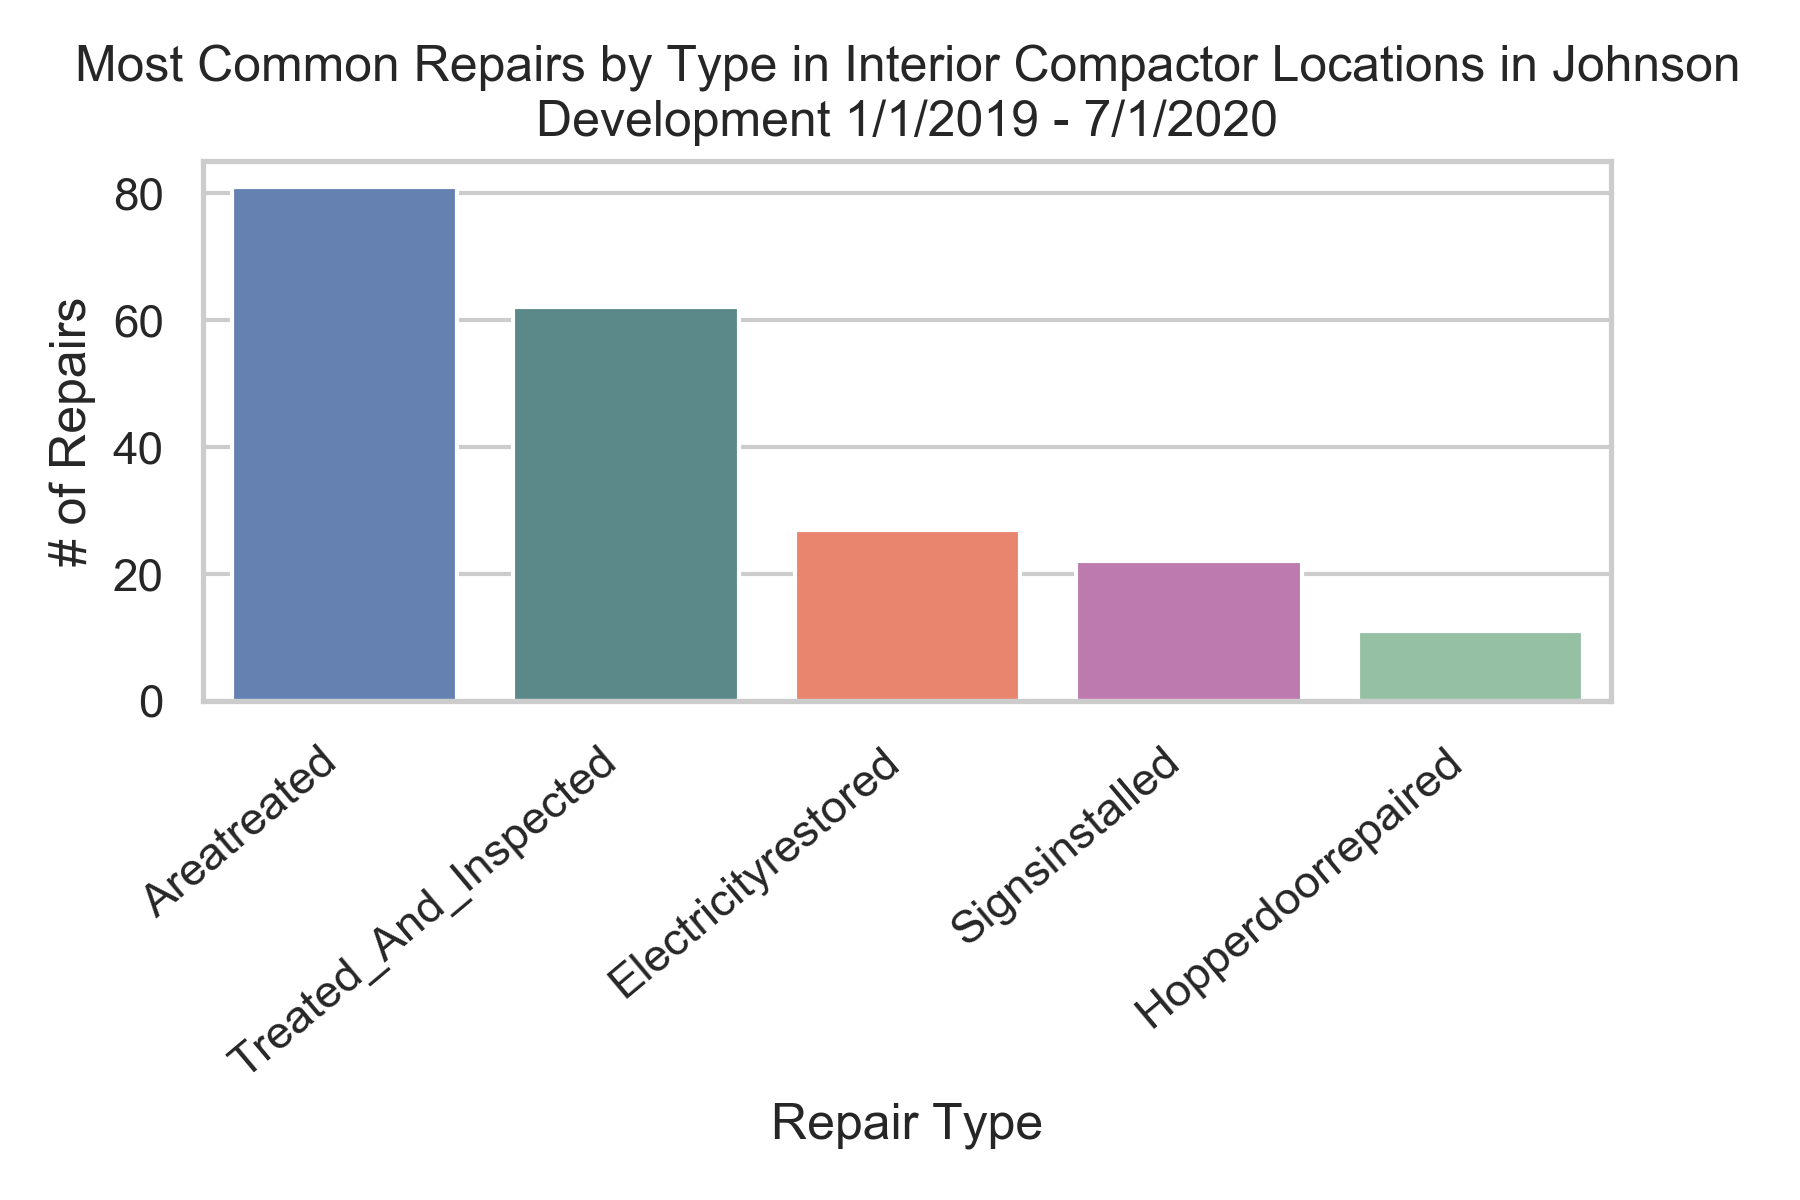 Most Common Repairs by Type in Interior Compactor Locations in Johnson
Development 1/1/2019 - 7/1/2020
# of Repairs
80
60
40
20
0
Areatreated
Treated_And_Inspected
Electricityrestored
Signsinstalled
Hopperdoorrepaired
Repair Type